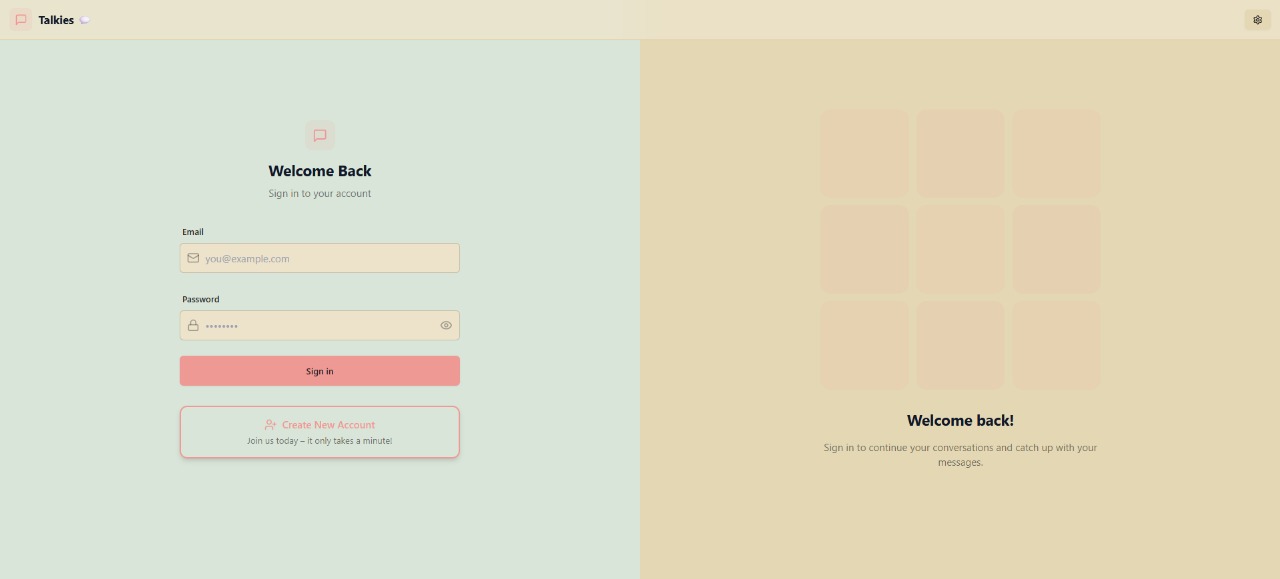 Talkies
Welcome Back
Sign in to your account
Email
you@example.com
Password
••••••••
Sign in
Create New Account
Join us today – it only takes a minute!
Welcome back!
Sign in to continue your conversations and catch up with your
messages.